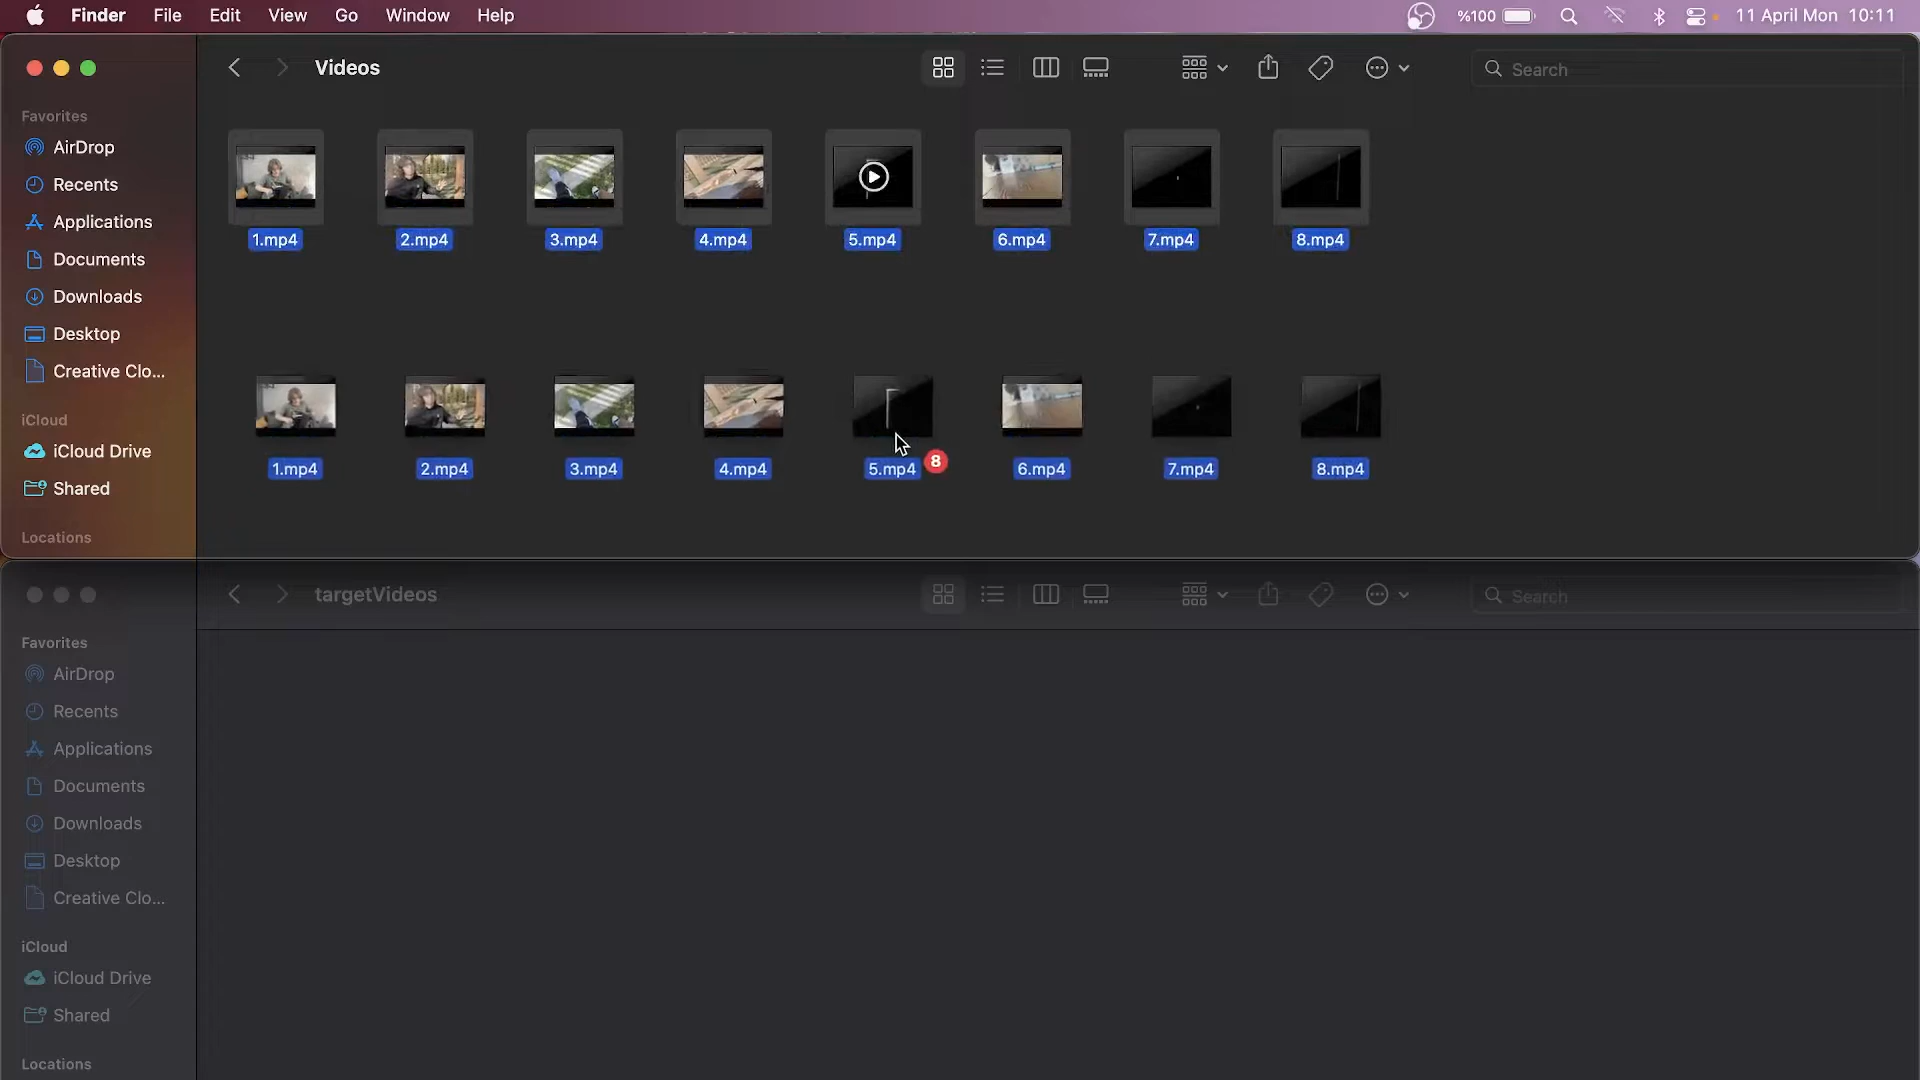 Finder File Edit View Go Window Help %100 11 April Mon 10:11
Videos
Search
Favorites
AirDrop
Recents
Applications
Documents
Downloads
Desktop
Creative Clo...
iCloud
iCloud Drive
Shared
Locations
1.mp4 2.mp4 3.mp4 4.mp4 5.mp4 6.mp4 7.mp4 8.mp4
1.mp4 2.mp4 3.mp4 4.mp4 5.mp4 8 6.mp4 7.mp4 8.mp4
targetVideos
Search
Favorites
AirDrop
Recents
Applications
Documents
Downloads
Desktop
Creative Clo...
iCloud
iCloud Drive
Shared
Locations